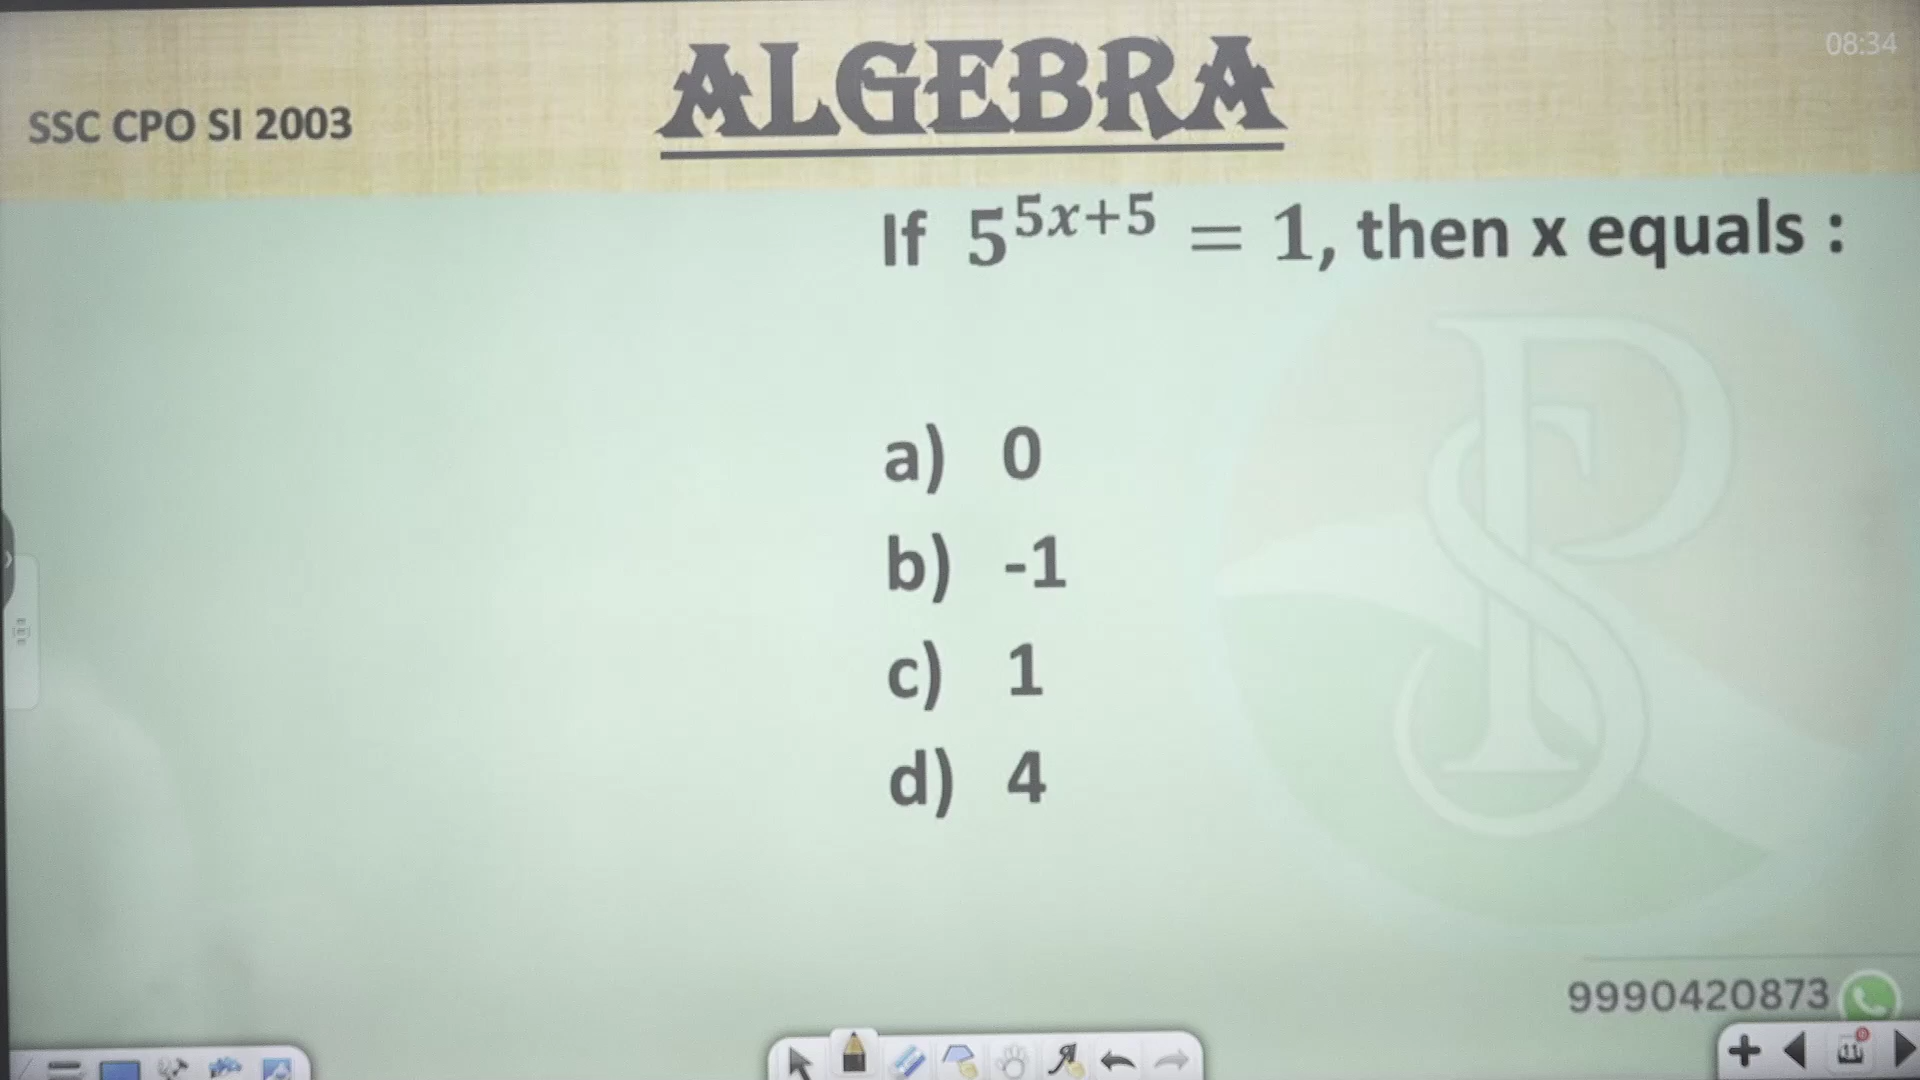 08:34
ALGEBRA
SSC CPO SI 2003
If 5^{5x+5} = 1, then x equals :
a) 0
b) -1
c) 1
d) 4
9990420873
11